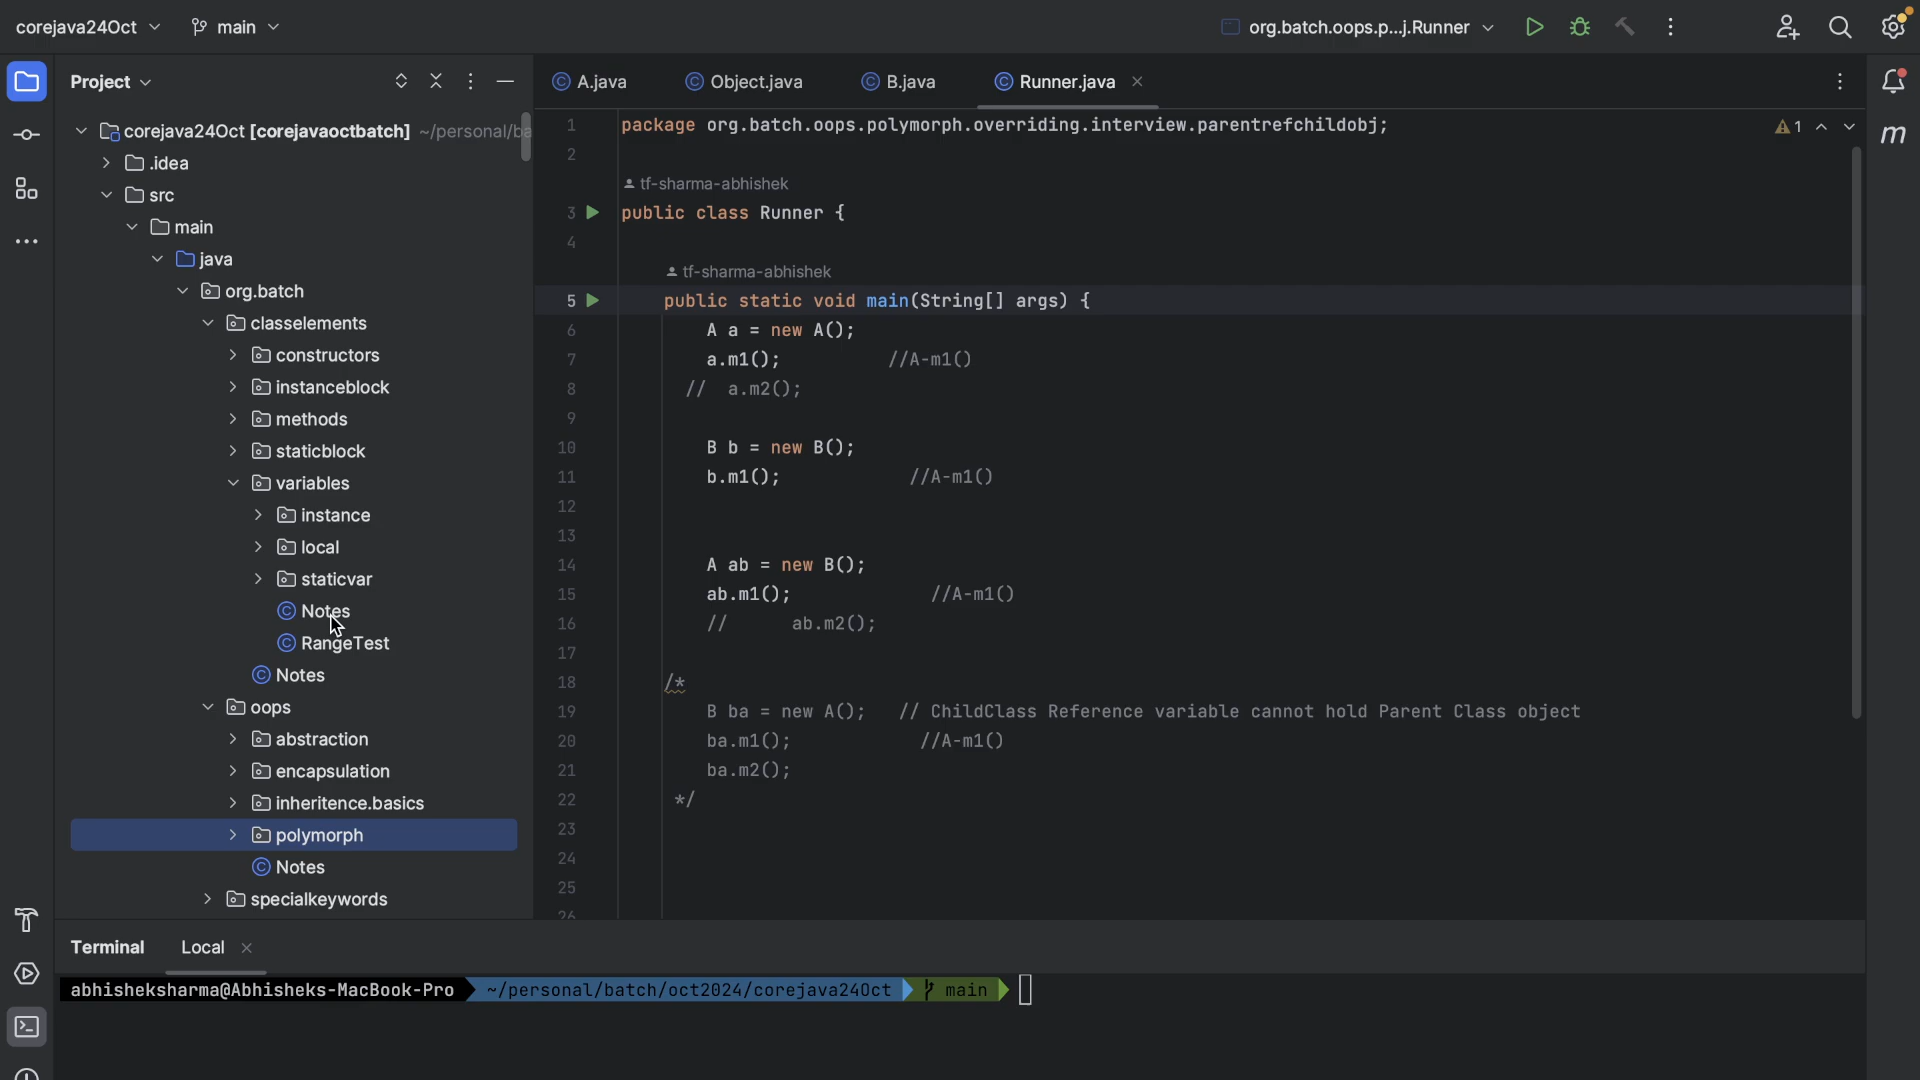 corejava24Oct
main
org.batch.oops.p...j.Runner
Project
A.java
Object.java
B.java
Runner.java
corejava24Oct [corejavaoctbatch] ~/personal/ba
.idea
src
main
java
org.batch
classelements
constructors
instanceblock
methods
staticblock
variables
instance
local
staticvar
Notes
RangeTest
Notes
oops
abstraction
encapsulation
inheritence.basics
polymorph
Notes
specialkeywords
1 package org.batch.oops.polymorph.overriding.interview.parentrefchildobj;
1
m
2
tf-sharma-abhishek
3 public class Runner {
4
tf-sharma-abhishek
5 public static void main(String[] args) {
6 A a = new A();
7 a.m1(); //A-m1()
8 // a.m2();
9
10 B b = new B();
11 b.m1(); //A-m1()
12
13
14 A ab = new B();
15 ab.m1(); //A-m1()
16 // ab.m2();
17
18 /*
19 B ba = new A(); // ChildClass Reference variable cannot hold Parent Class object
20 ba.m1(); //A-m1()
21 ba.m2();
22 */
23
24
25
26
Terminal
Local
abhisheksharma@Abhisheks-MacBook-Pro ~/personal/batch/oct2024/corejava24Oct main